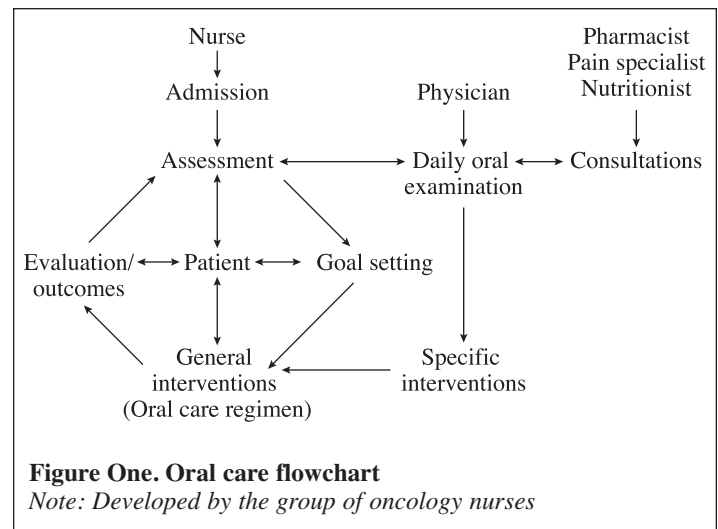 Nurse
Pharmacist
Pain specialist
Nutritionist
Admission
Physician
Assessment
Daily oral
examination
Consultations
Evaluation/
outcomes
Patient
Goal setting
General
interventions
(Oral care regimen)
Specific
interventions
Figure One. Oral care flowchart
Note: Developed by the group of oncology nurses